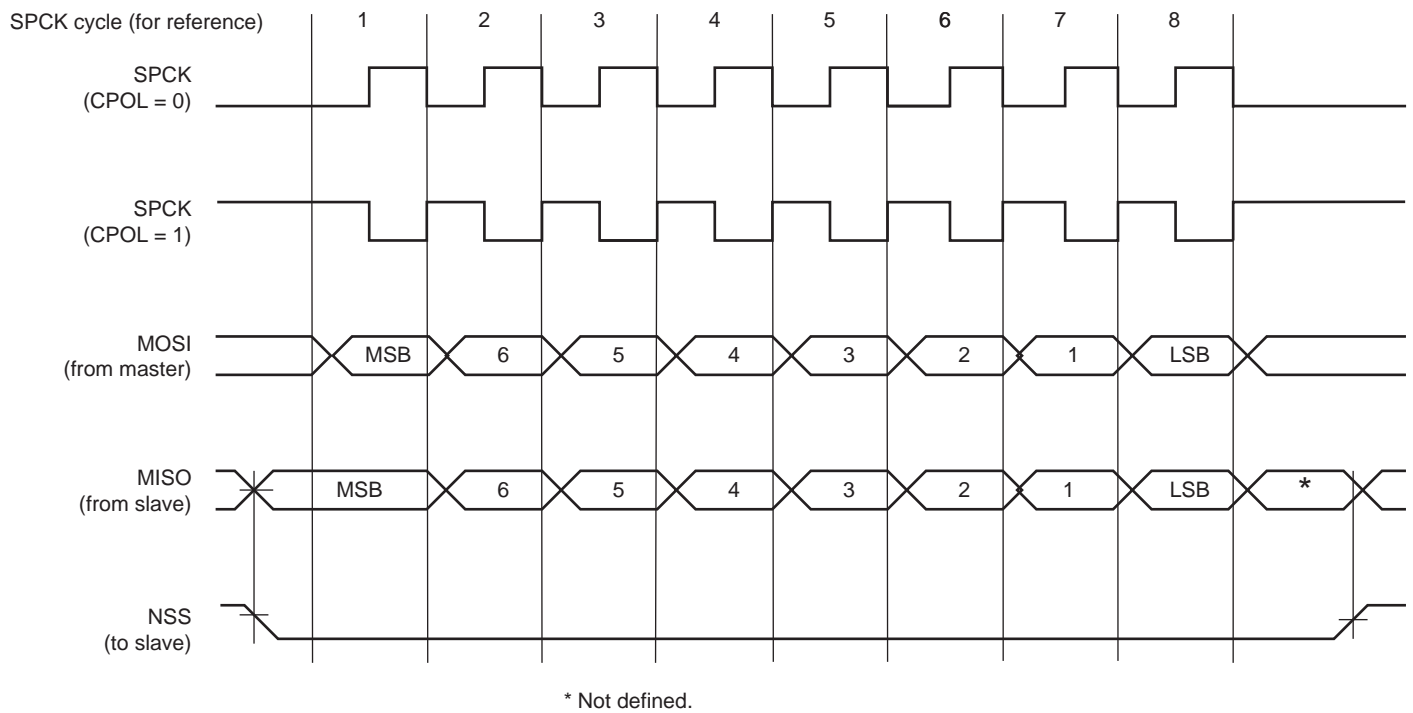 SPCK cycle (for reference) 1 2 3 4 5 6 7 8
SPCK
(CPOL = 0)
SPCK
(CPOL = 1)
MOSI
(from master)
MSB 6 5 4 3 2 1 LSB
MISO
(from slave)
MSB 6 5 4 3 2 1 LSB *
NSS
(to slave)
* Not defined.